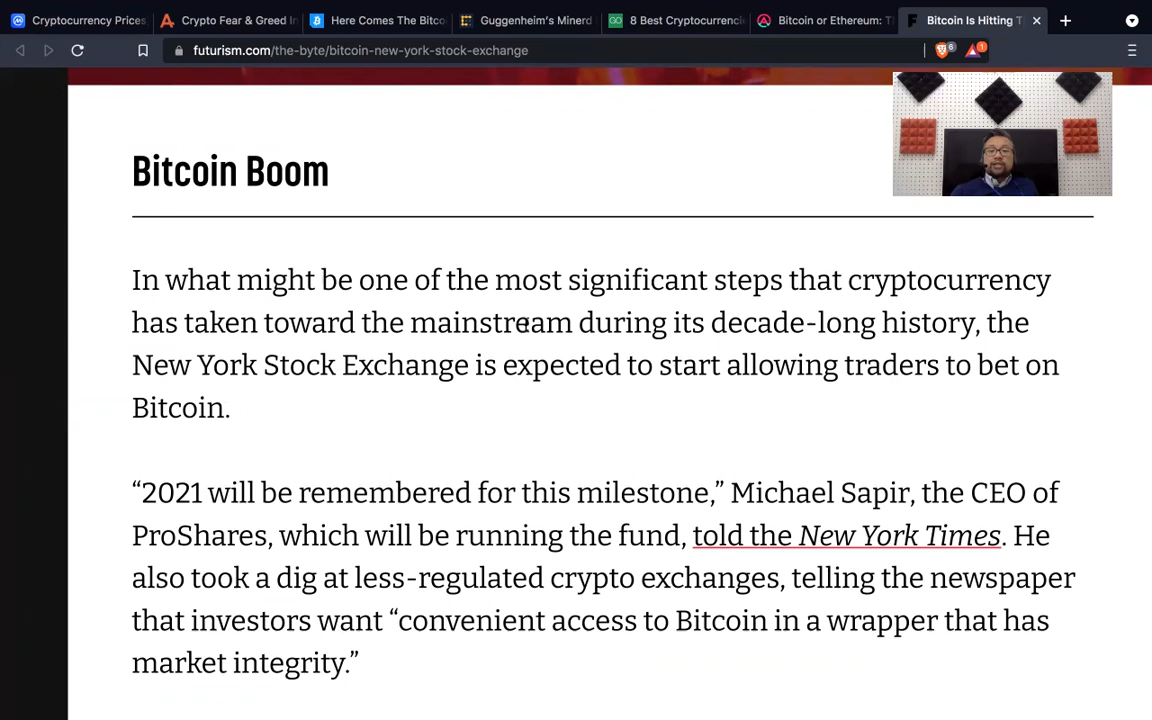 Cryptocurrency Prices
Crypto Fear & Greed In
Here Comes The Bitco
Guggenheim's Minerd
8 Best Cryptocurrencie
Bitcoin or Ethereum: T
Bitcoin Is Hitting T
futurism.com/the-byte/bitcoin-new-york-stock-exchange
6
1
Bitcoin Boom
In what might be one of the most significant steps that cryptocurrency
has taken toward the mainstream during its decade-long history, the
New York Stock Exchange is expected to start allowing traders to bet on
Bitcoin.
“2021 will be remembered for this milestone,” Michael Sapir, the CEO of
ProShares, which will be running the fund, told the New York Times. He
also took a dig at less-regulated crypto exchanges, telling the newspaper
that investors want “convenient access to Bitcoin in a wrapper that has
market integrity.”